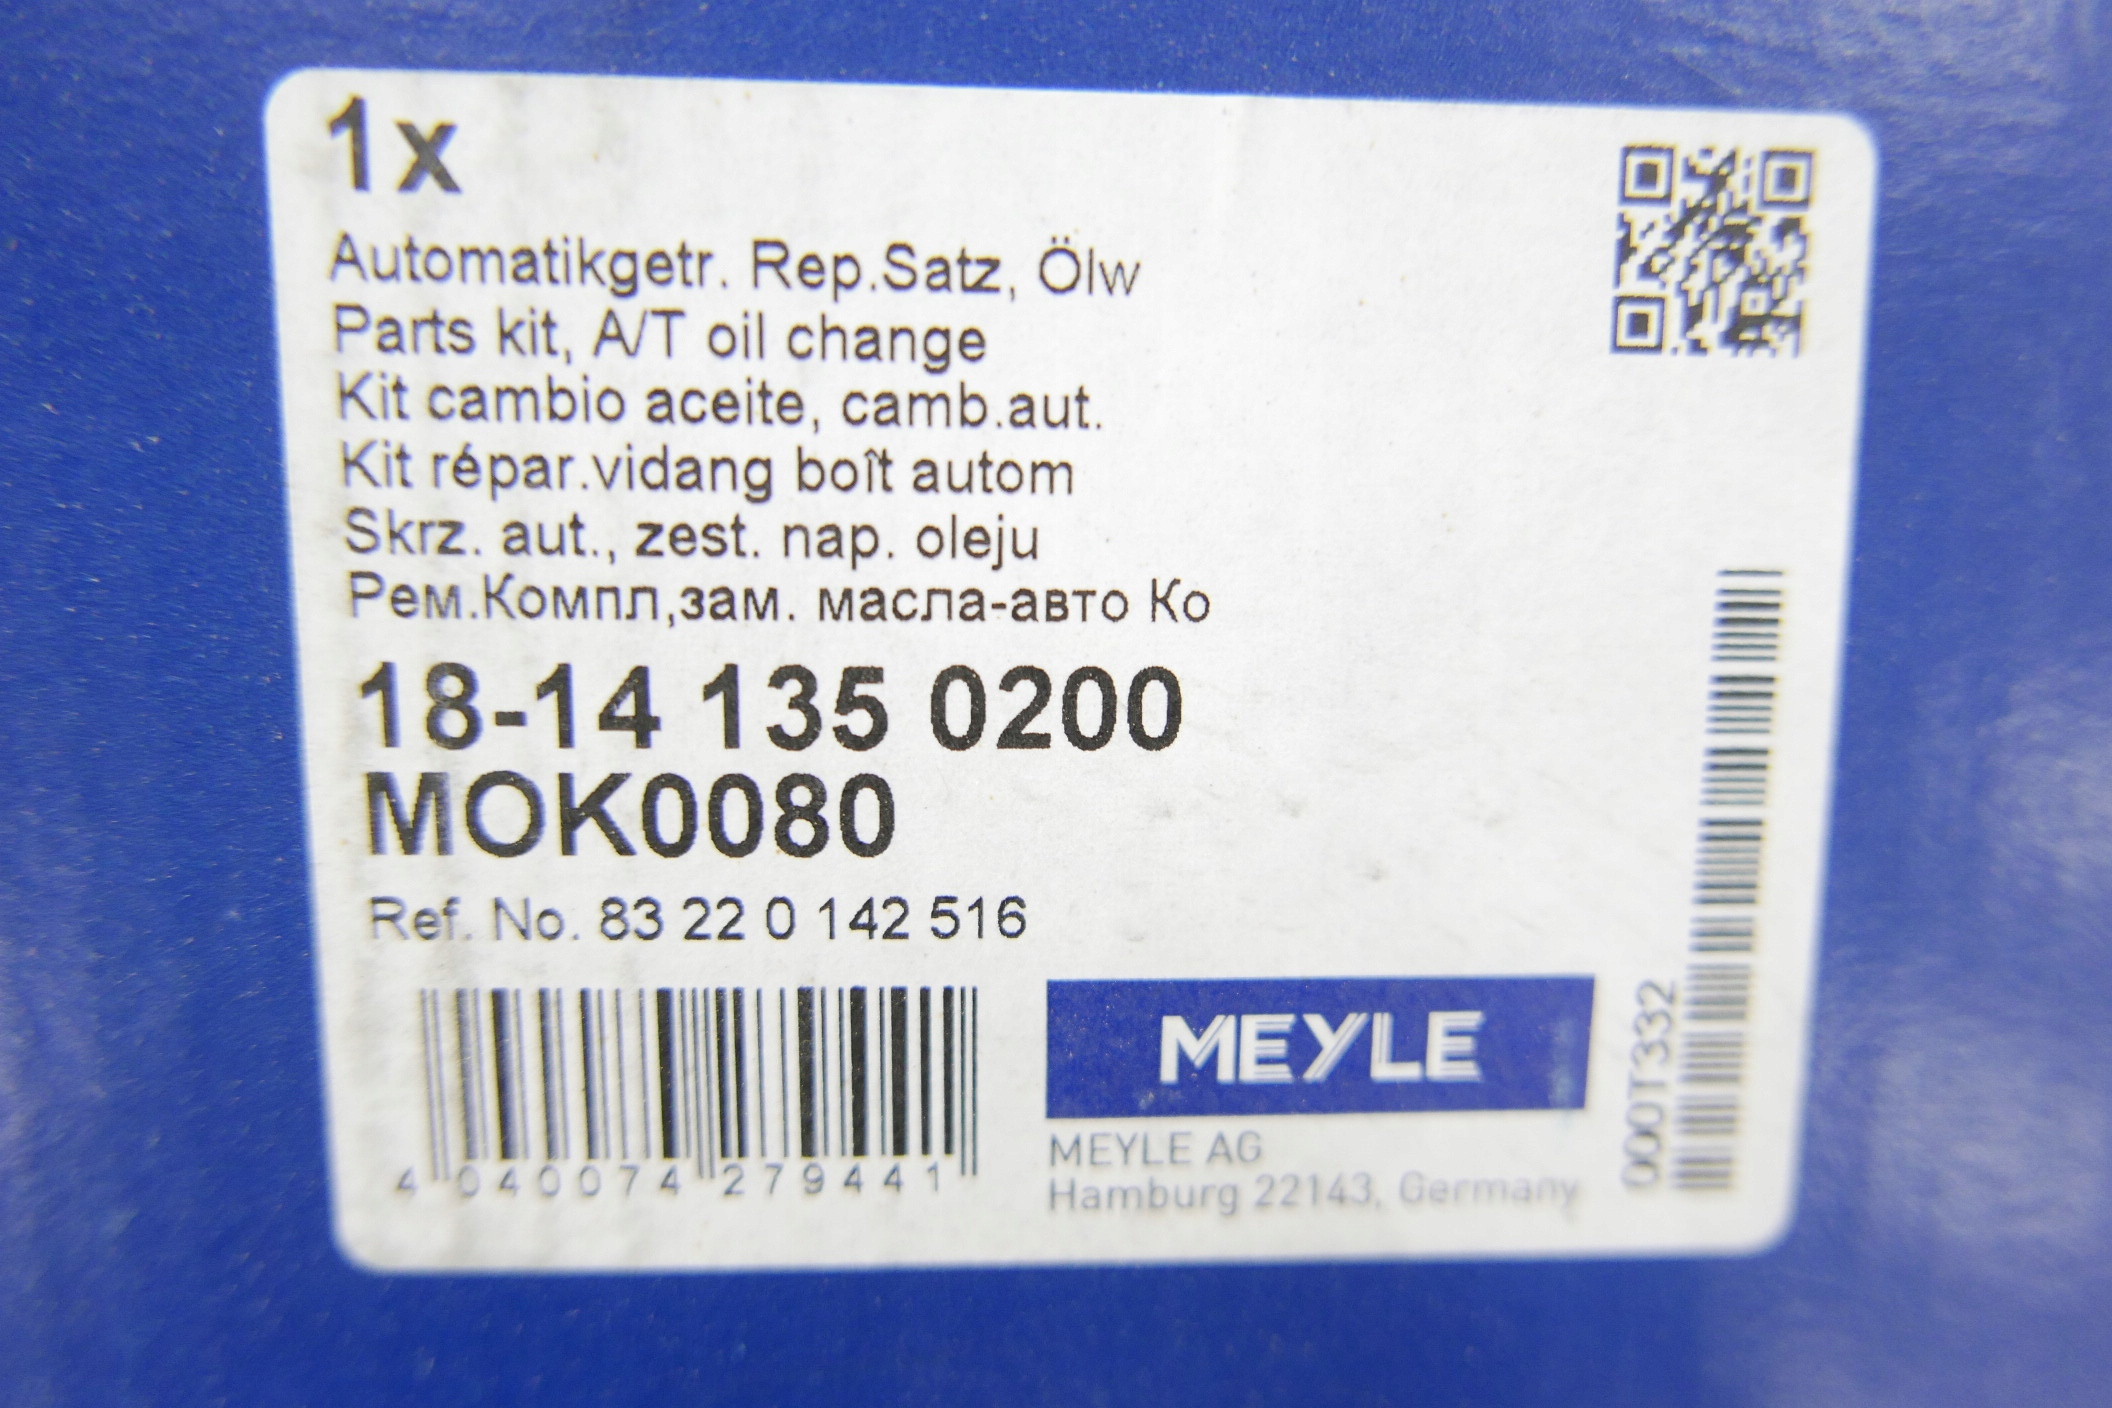 1x
Automatikgetr. Rep.Satz, Ölw
Parts kit, A/T oil change
Kit cambio aceite, camb.aut.
Kit répar.vidang boît autom
Skrz. aut., zest. nap. oleju
Рем.Компл,зам. масла-авто Ко
18-14 135 0200
MOK0080
Ref. No. 83 22 0 142 516
4 040074 279441
MEYLE
MEYLE AG
Hamburg 22143, Germany
000T332